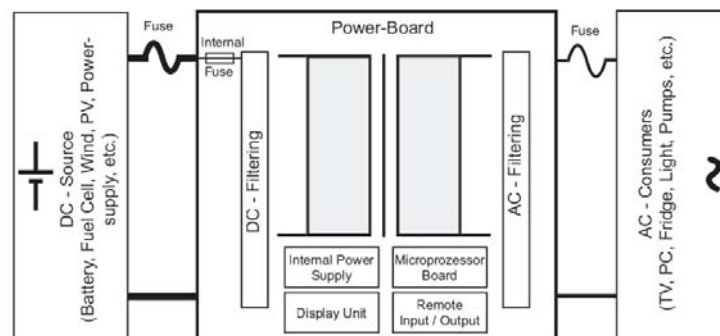 Fuse
Power-Board
Fuse
Internal
Fuse
DC - Source
(Battery, Fuel Cell, Wind, PV, Power-
supply, etc.)
DC - Filtering
AC - Filtering
AC - Consumers
(TV, PC, Fridge, Light, Pumps, etc.)
Internal Power
Supply
Microprozessor
Board
Display Unit
Remote
Input / Output